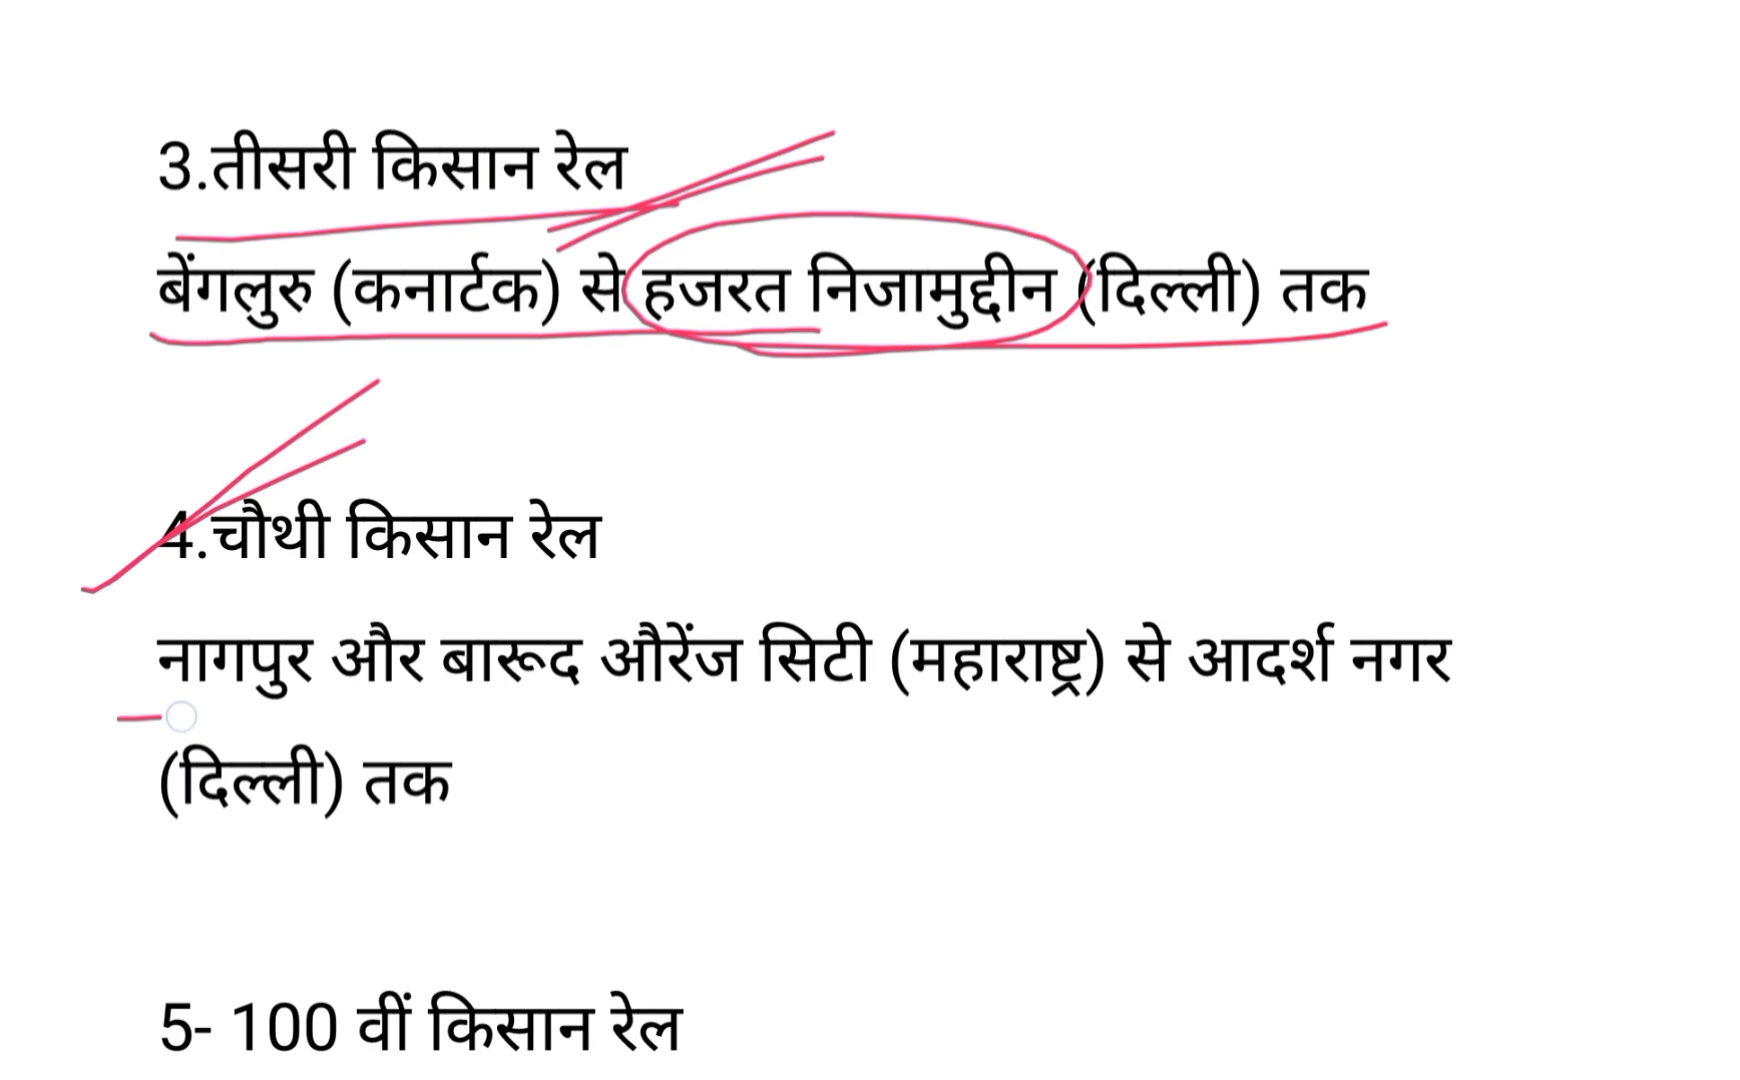 3.तीसरी किसान रेल
बेंगलुरु (कनार्टक) से हजरत निजामुद्दीन (दिल्ली) तक
4.चौथी किसान रेल
नागपुर और बारूद औरेंज सिटी (महाराष्ट्र) से आदर्श नगर
(दिल्ली) तक
5- 100 वीं किसान रेल